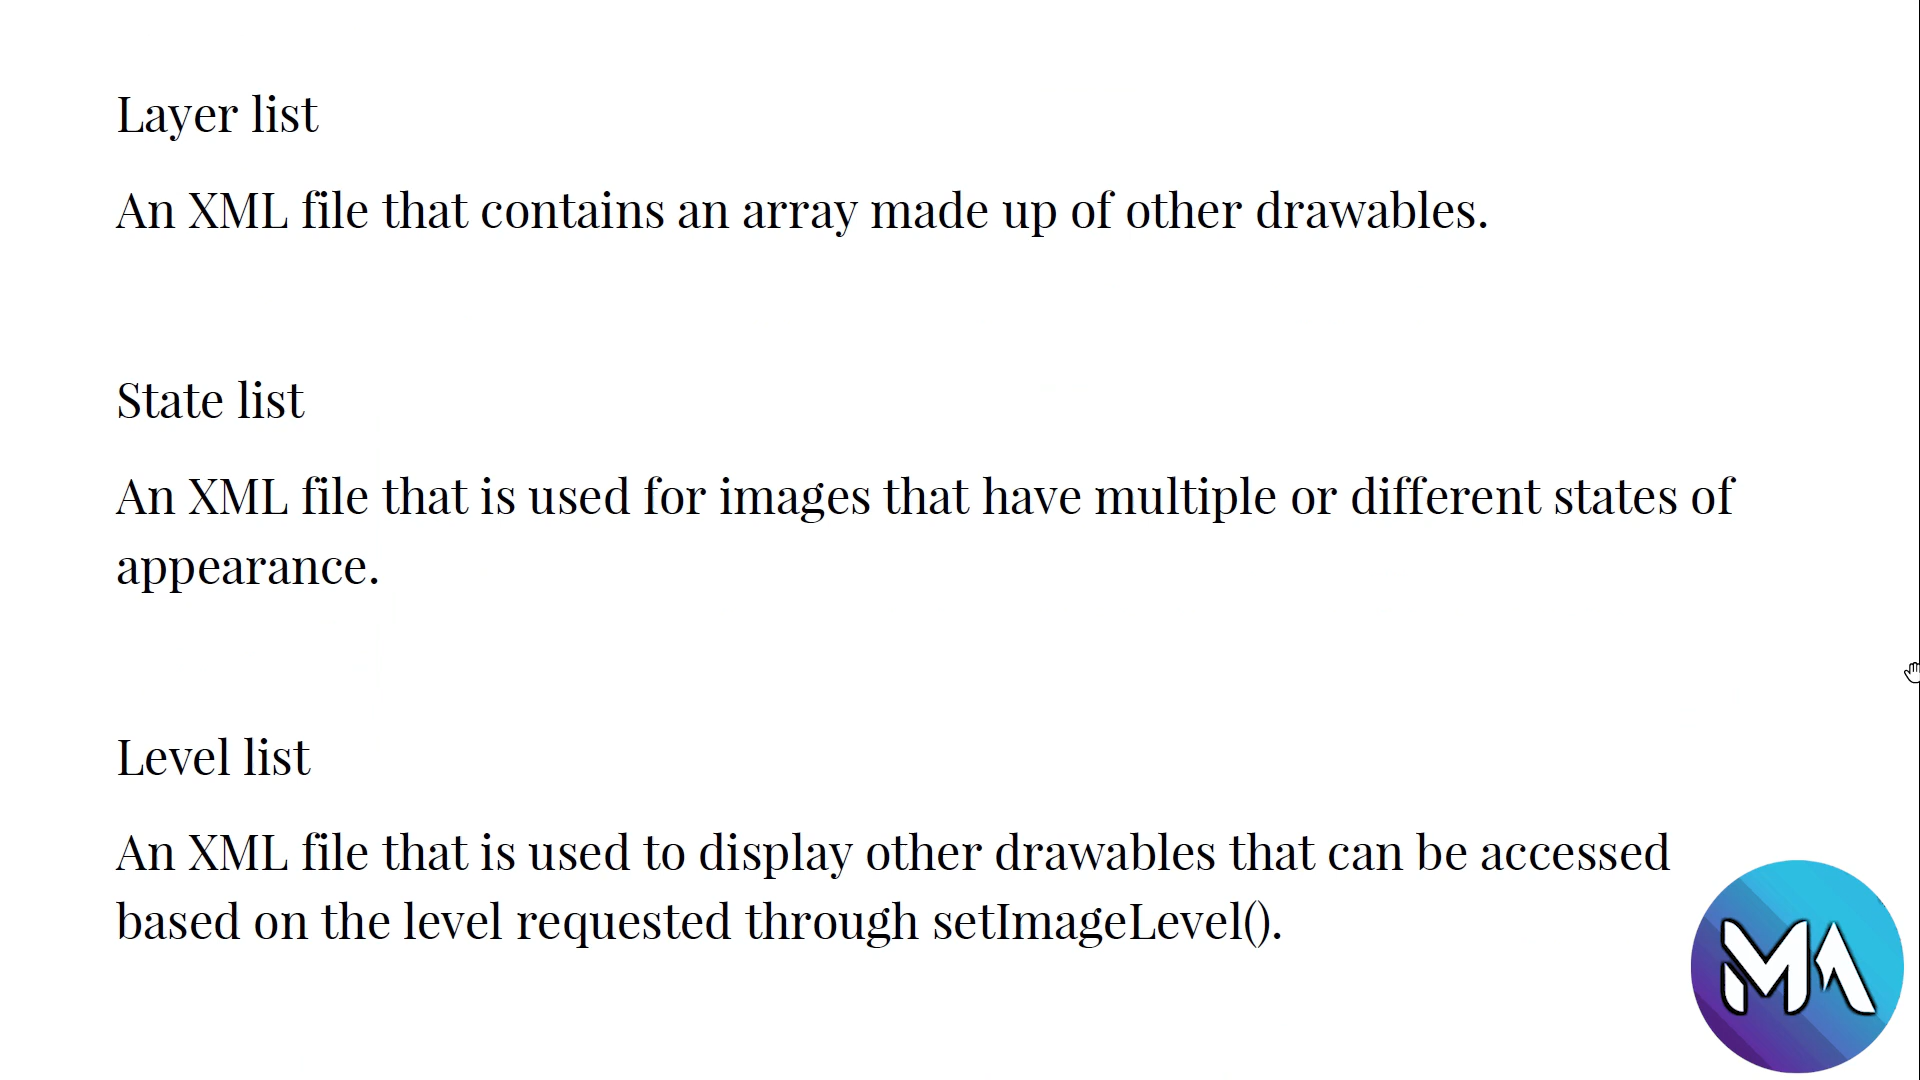 Layer list
An XML file that contains an array made up of other drawables.
State list
An XML file that is used for images that have multiple or different states of
appearance.
Level list
An XML file that is used to display other drawables that can be accessed
based on the level requested through setImageLevel().
MA